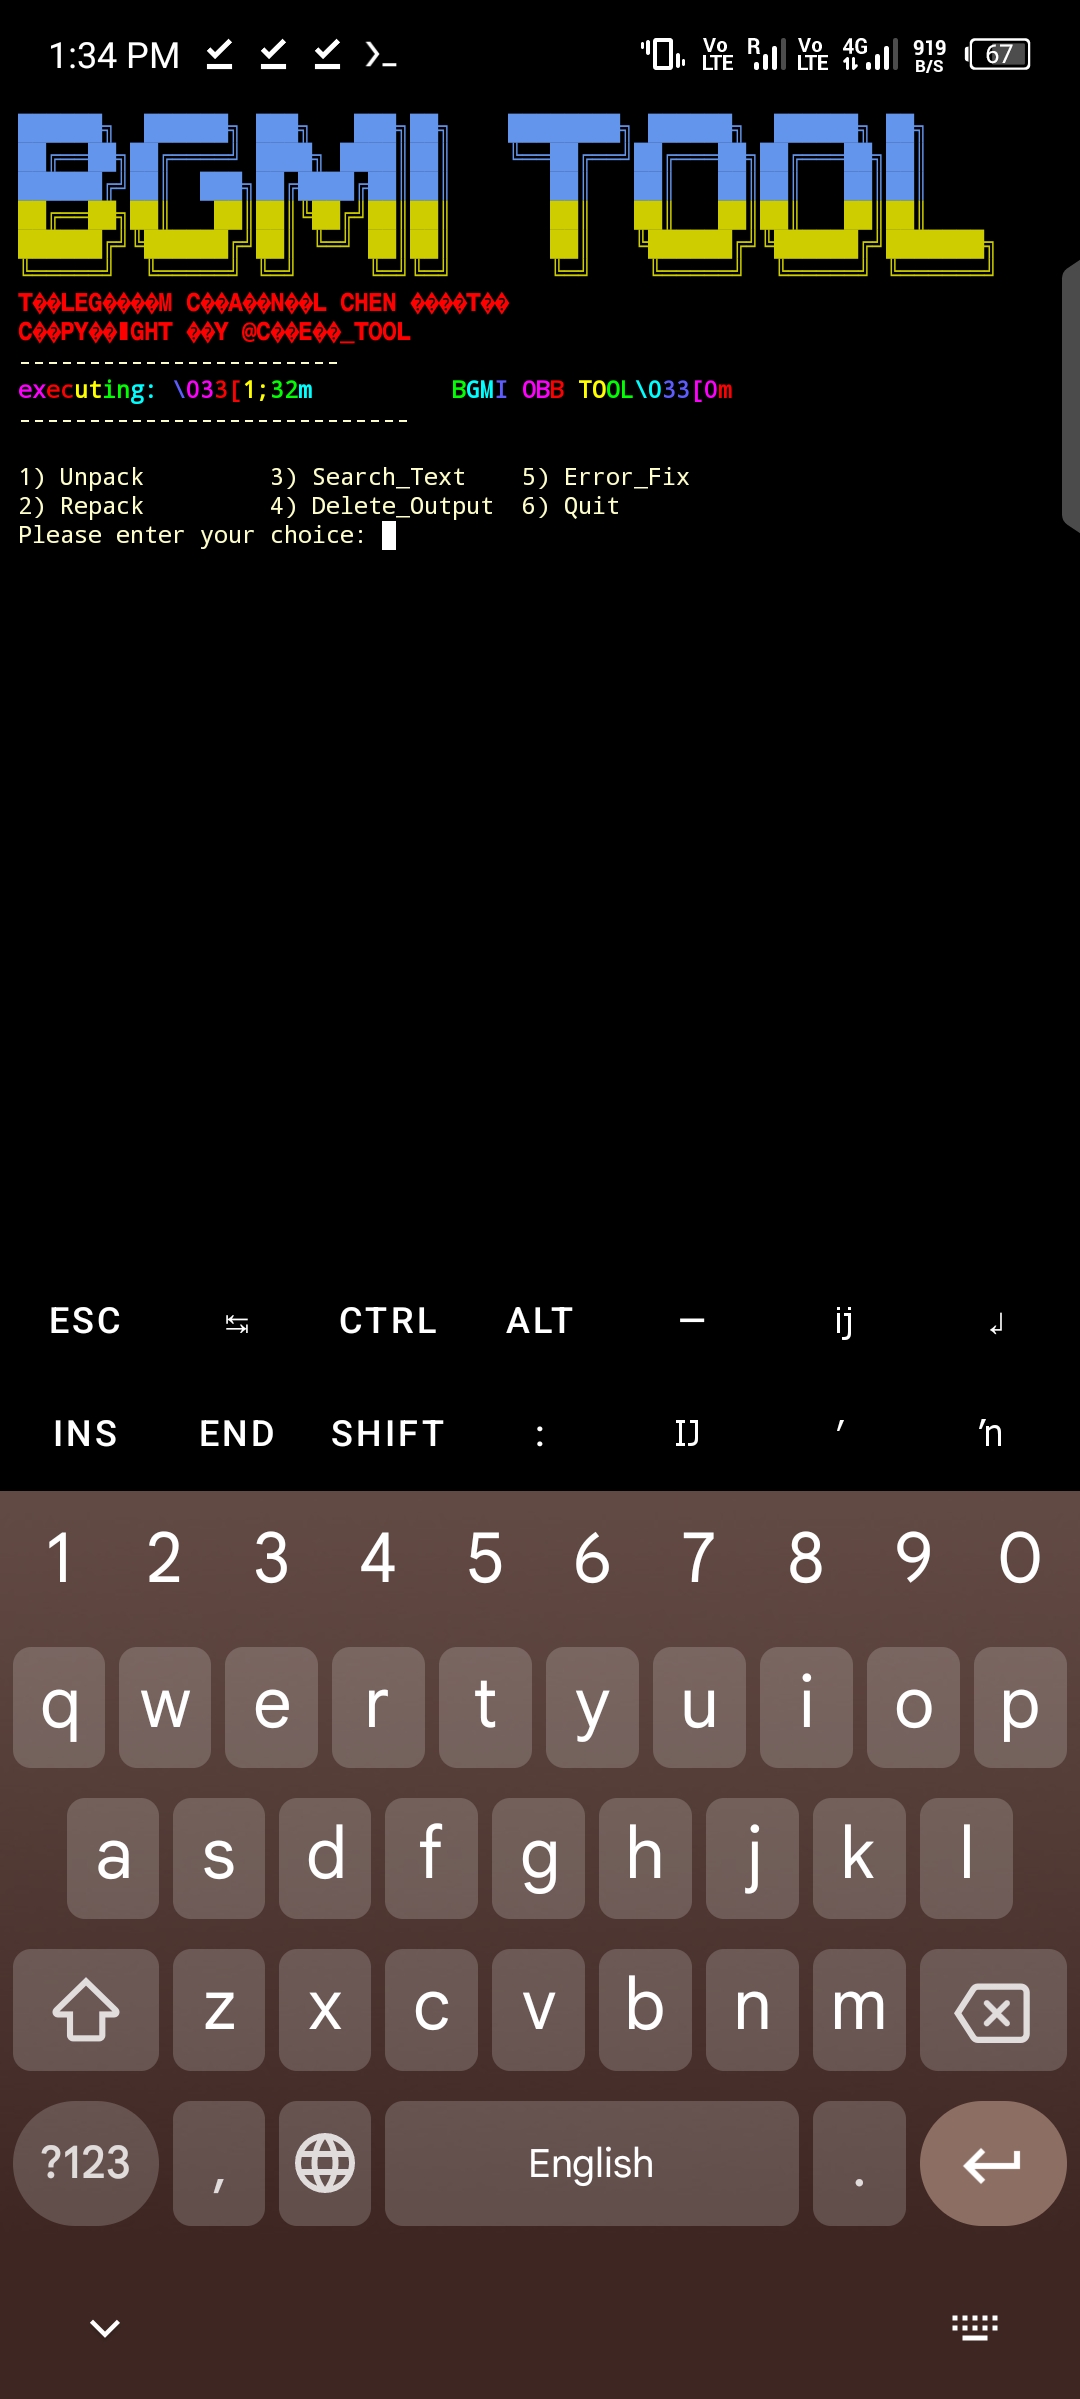 1:34 PM
Vo LTE R Vo LTE 4G 919 B/S 67
BGMI TOOL
T��LEG����M C��A��N��L CHEN ����T��
C��PY��IGHT ��Y @C��E��_TOOL
-----------------------
executing: \033[1;32m BGMI OBB TOOL\033[0m
----------------------------
1) Unpack 3) Search_Text 5) Error_Fix
2) Repack 4) Delete_Output 6) Quit
Please enter your choice:
ESC ↹ CTRL ALT — ij ↲
INS END SHIFT : IJ ′ ŉ
1 2 3 4 5 6 7 8 9 0
q w e r t y u i o p
a s d f g h j k l
z x c v b n m
?123 , English .